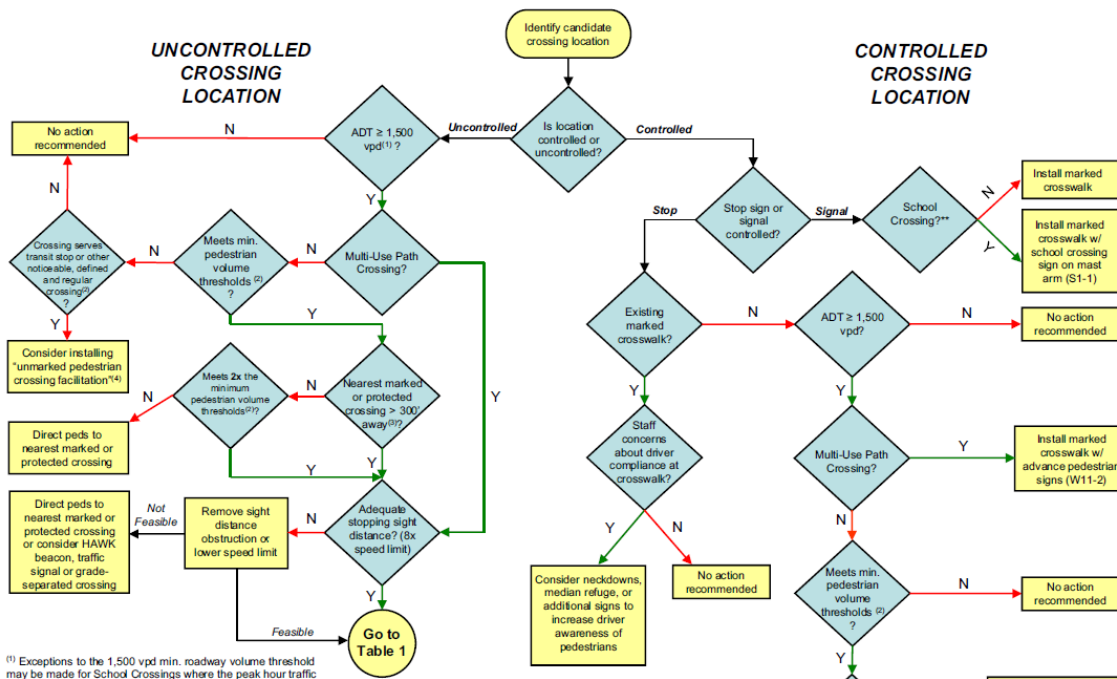 Identify candidate
crossing location
UNCONTROLLED
CROSSING
LOCATION
CONTROLLED
CROSSING
LOCATION
No action
recommended
N
ADT ≥ 1,500
vpd(1) ?
Uncontrolled
Is location
controlled or
uncontrolled?
Controlled
N
Y
Stop
Stop sign or
signal
controlled?
Signal
School
Crossing?**
N
Install marked
crosswalk
Y
Install marked
crosswalk w/
school crossing
sign on mast
arm (S1-1)
Crossing serves
transit stop or other
noticeable, defined
and regular
crossing(2)
?
N
Meets min.
pedestrian
volume
thresholds (2)
?
N
Multi-Use Path
Crossing?
Y
Y
Y
Existing
marked
crosswalk?
N
ADT ≥ 1,500
vpd?
N
No action
recommended
Consider installing
"unmarked pedestrian
crossing facilitation"(4)
N
Meets 2x the
minimum
pedestrian volume
thresholds(2)?
N
Nearest marked
or protected
crossing > 300'
away(3)?
Y
Y
Direct peds to
nearest marked or
protected crossing
Y
Y
Staff
concerns
about driver
compliance at
crosswalk?
Multi-Use Path
Crossing?
Y
Install marked
crosswalk w/
advance pedestrian
signs (W11-2)
Direct peds to
nearest marked or
protected crossing
or consider HAWK
beacon, traffic
signal or grade-
separated crossing
Not
Feasible
Remove sight
distance
obstruction or
lower speed limit
N
Adequate
stopping sight
distance? (8x
speed limit)
Y
N
N
Y
Consider neckdowns,
median refuge, or
additional signs to
increase driver
awareness of
pedestrians
No action
recommended
Meets min.
pedestrian
volume
thresholds (2)
?
N
No action
recommended
Feasible
Go to
Table 1
Y
(1) Exceptions to the 1,500 vpd min. roadway volume threshold
may be made for School Crossings where the peak hour traffic